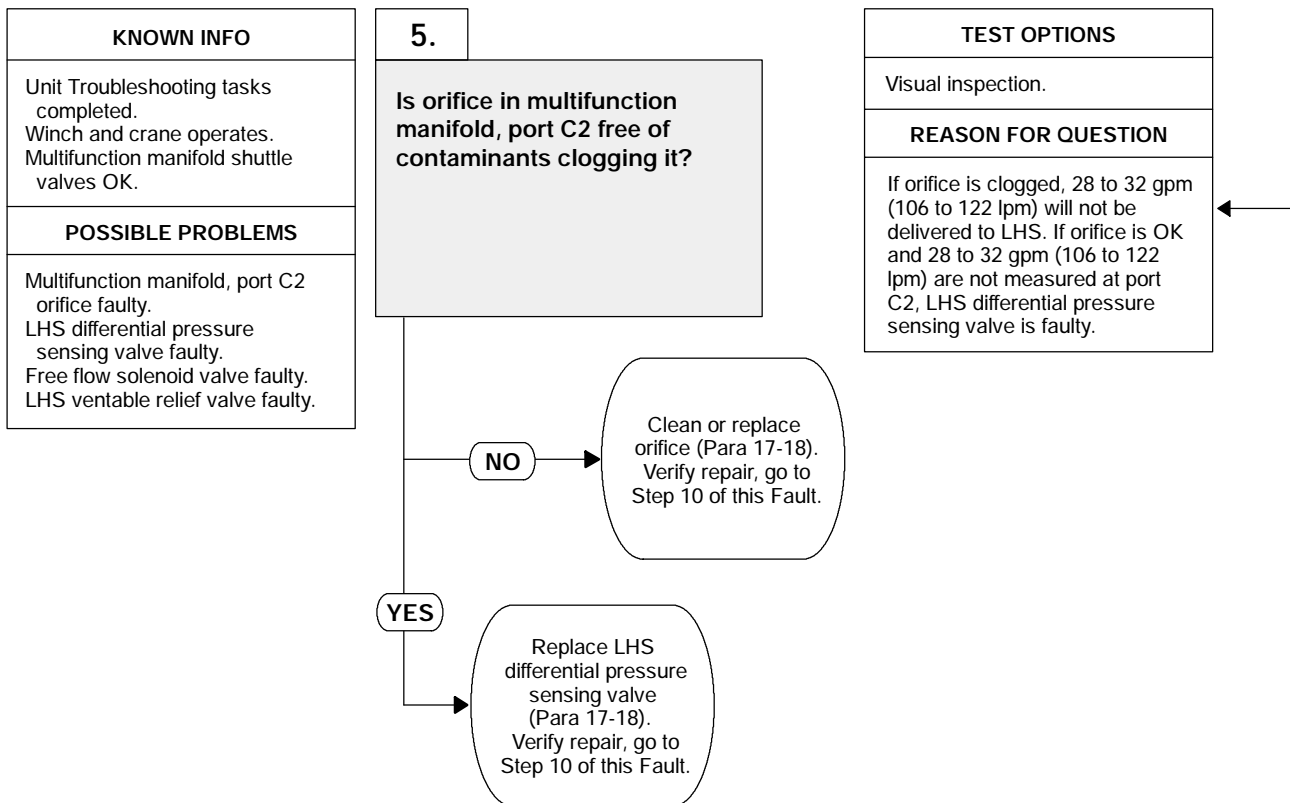 KNOWN INFO
Unit Troubleshooting tasks
completed.
Winch and crane operates.
Multifunction manifold shuttle
valves OK.
POSSIBLE PROBLEMS
Multifunction manifold, port C2
orifice faulty.
LHS differential pressure
sensing valve faulty.
Free flow solenoid valve faulty.
LHS ventable relief valve faulty.
5.
Is orifice in multifunction
manifold, port C2 free of
contaminants clogging it?
TEST OPTIONS
Visual inspection.
REASON FOR QUESTION
If orifice is clogged, 28 to 32 gpm
(106 to 122 lpm) will not be
delivered to LHS. If orifice is OK
and 28 to 32 gpm (106 to 122
lpm) are not measured at port
C2, LHS differential pressure
sensing valve is faulty.
NO
Clean or replace
orifice (Para 17-18).
Verify repair, go to
Step 10 of this Fault.
YES
Replace LHS
differential pressure
sensing valve
(Para 17-18).
Verify repair, go to
Step 10 of this Fault.